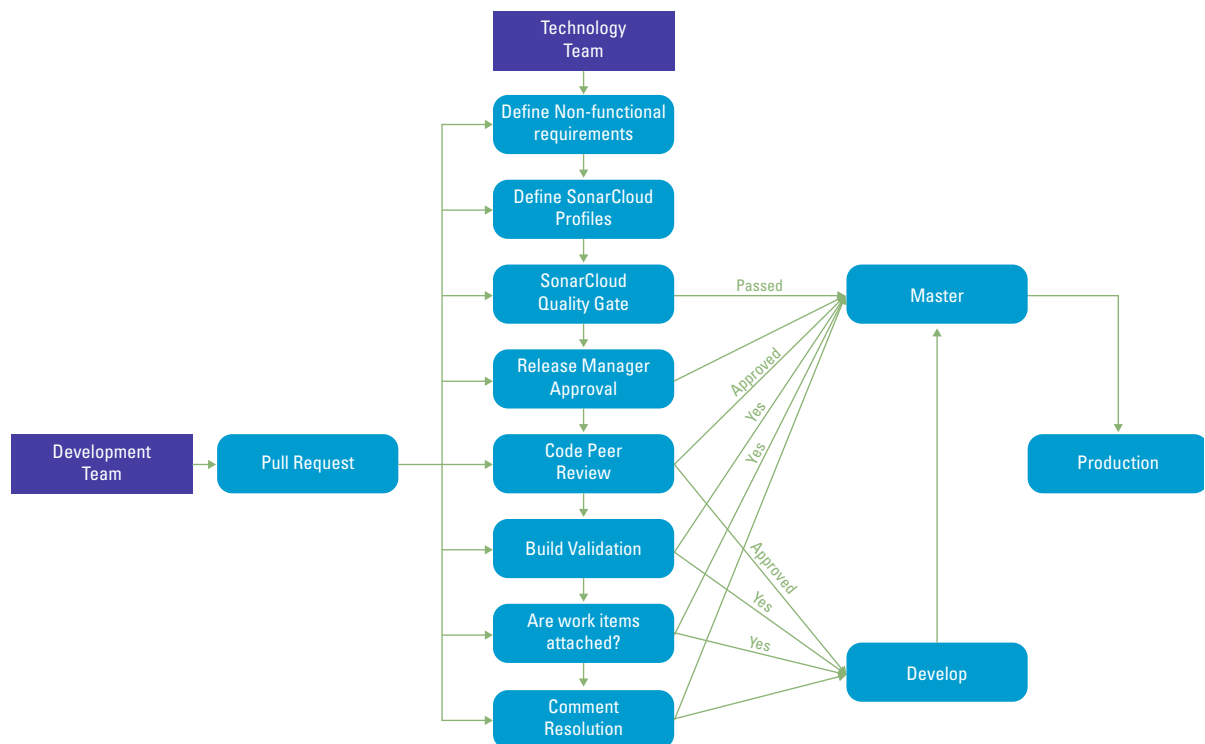 Technology
Team
Define Non-functional
requirements
Define SonarCloud
Profiles
SonarCloud
Quality Gate
Passed
Master
Release Manager
Approval
Approved
Yes
Development
Team
Pull Request
Code Peer
Review
Yes
Production
Build Validation
Approved
Yes
Are work items
attached?
Yes
Develop
Comment
Resolution